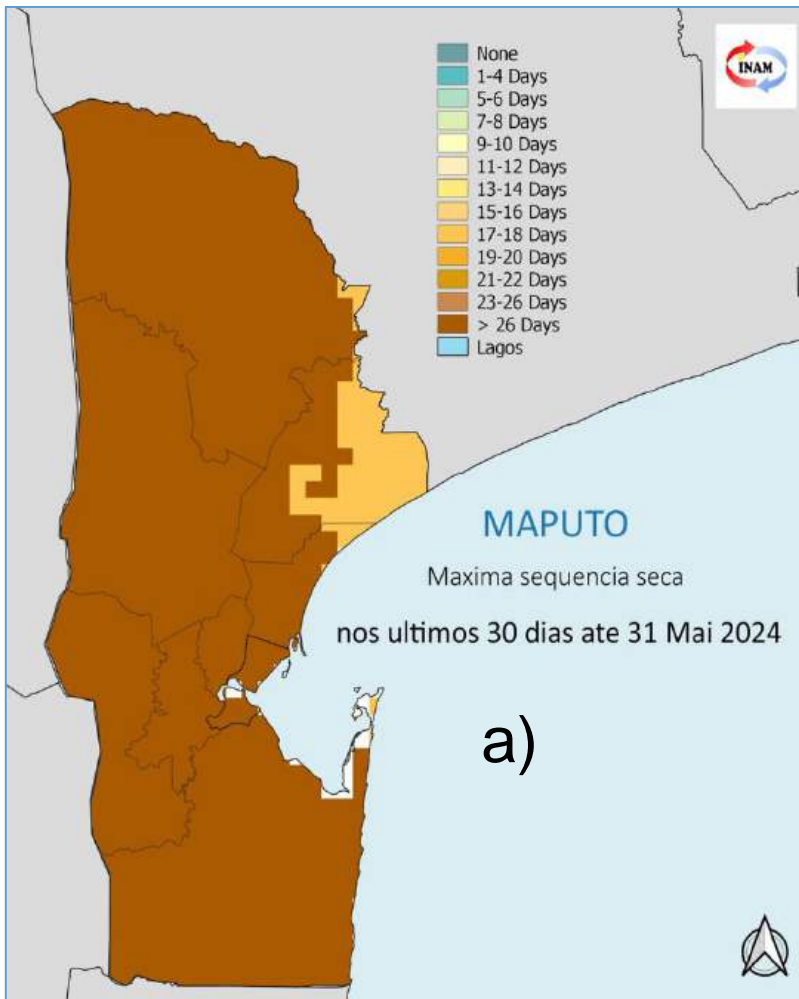 None
1-4 Days
5-6 Days
7-8 Days
9-10 Days
11-12 Days
13-14 Days
15-16 Days
17-18 Days
19-20 Days
21-22 Days
23-26 Days
> 26 Days
Lagos
INAM
MAPUTO
Maxima sequencia seca
nos ultimos 30 dias ate 31 Mai 2024
a)